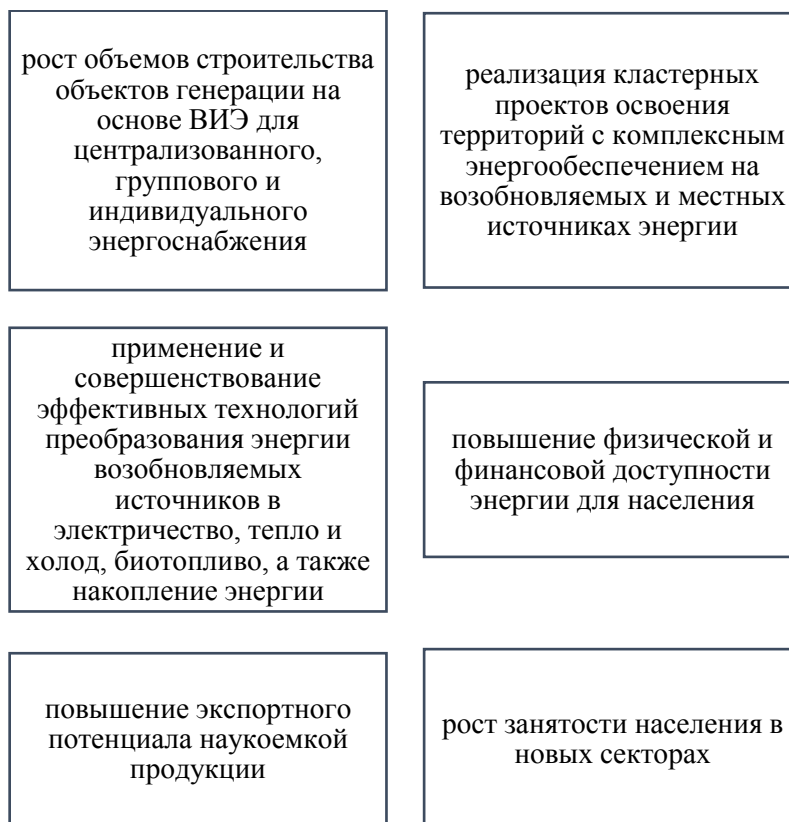 рост объемов строительства
объектов генерации на
основе ВИЭ для
централизованного,
группового и
индивидуального
энергоснабжения
реализация кластерных
проектов освоения
территорий с комплексным
энергообеспечением на
возобновляемых и местных
источниках энергии
применение и
совершенствование
эффективных технологий
преобразования энергии
возобновляемых
источников в
электричество, тепло и
холод, биотопливо, а также
накопление энергии
повышение физической и
финансовой доступности
энергии для населения
повышение экспортного
потенциала наукоемкой
продукции
рост занятости населения в
новых секторах